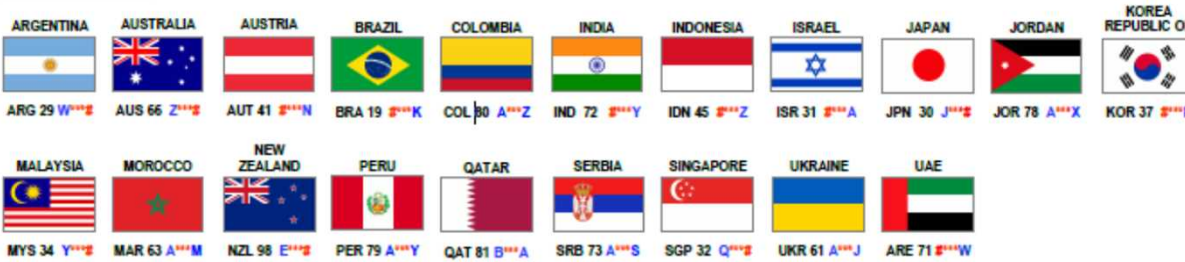 ARGENTINA AUSTRALIA AUSTRIA BRAZIL COLOMBIA INDIA INDONESIA ISRAEL JAPAN JORDAN KOREA
REPUBLIC O
ARG 29 W***# AUS 66 Z***# AUT 41 #***N BRA 19 #***K COL 80 A***Z IND 72 #***Y IDN 45 #***Z ISR 31 #***A JPN 30 J***# JOR 78 A***X KOR 37
MALAYSIA MOROCCO NEW
ZEALAND PERU QATAR SERBIA SINGAPORE UKRAINE UAE
MYS 34 Y***# MAR 63 A***M NZL 98 E***# PER 79 A***Y QAT 81 B***A SRB 73 A***S SGP 32 Q***# UKR 61 A***J ARE 71 #***W